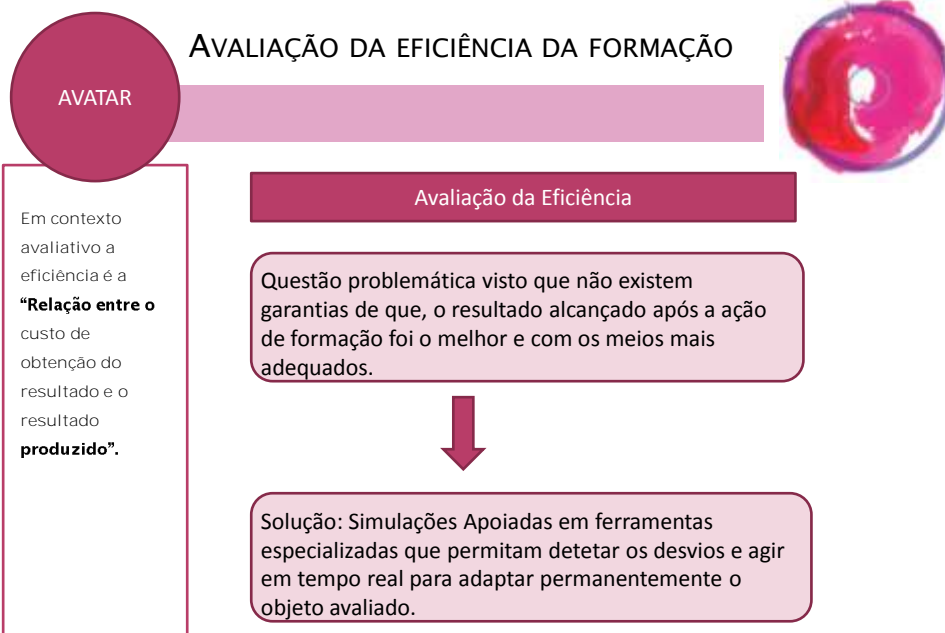 AVALIAÇÃO DA EFICIÊNCIA DA FORMAÇÃO
AVATAR
Em contexto
avaliativo a
eficiência é a
“Relação entre o
custo de
obtenção do
resultado e o
resultado
produzido”.
Avaliação da Eficiência
Questão problemática visto que não existem
garantias de que, o resultado alcançado após a ação
de formação foi o melhor e com os meios mais
adequados.
Solução: Simulações Apoiadas em ferramentas
especializadas que permitam detetar os desvios e agir
em tempo real para adaptar permanentemente o
objeto avaliado.